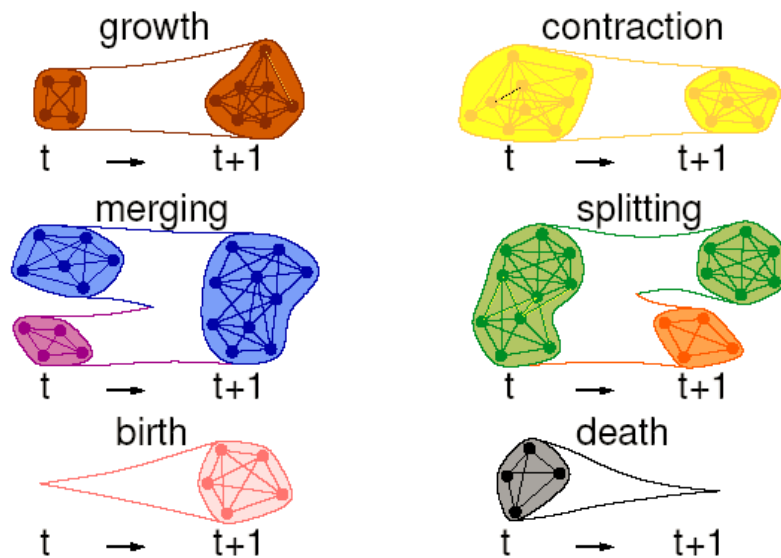 growth
contraction
t t+1
t t+1
merging
splitting
t t+1
t t+1
birth
death
t t+1
t t+1